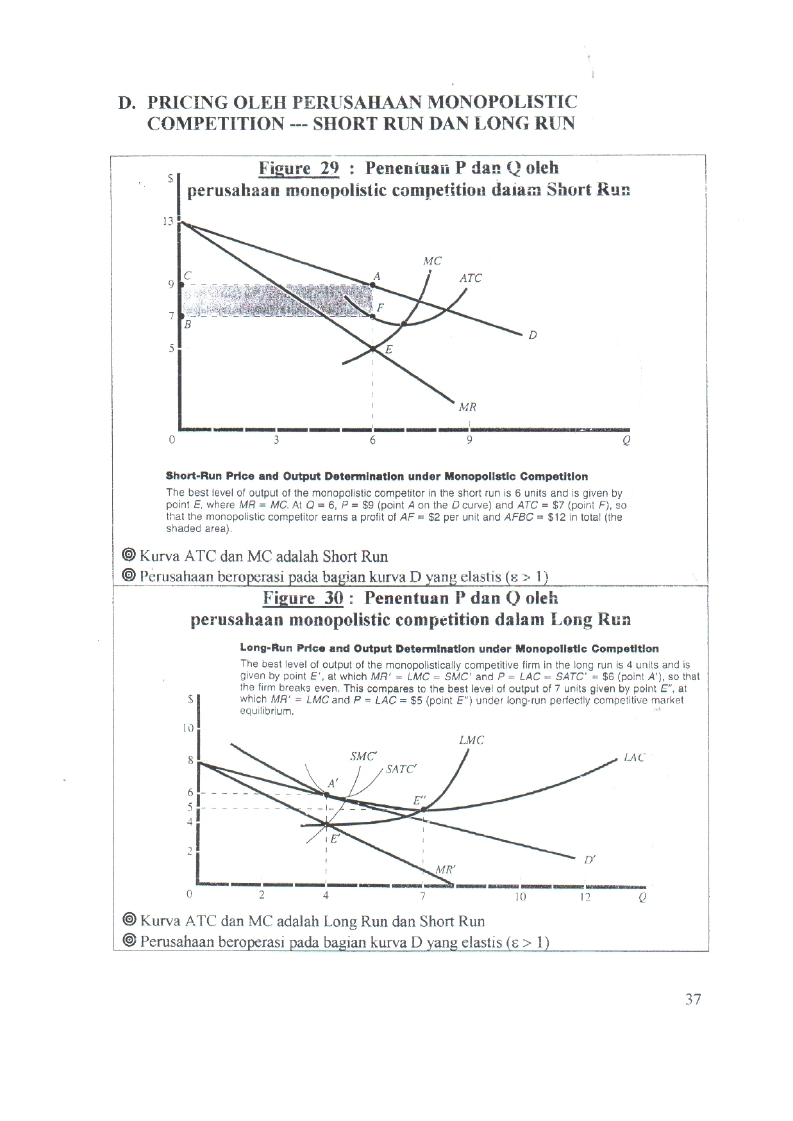 D. PRICING OLEH PERUSAHAAN MONOPOLISTIC
COMPETITION --- SHORT RUN DAN LONG RUN
Figure 29 : Penentuan P dan Q oleh
perusahaan monopolistic competition dalam Short Run
$
13
MC
C
A
ATC
9
F
7
B
D
5
E
MR
0 3 6 9 Q
Short-Run Price and Output Determination under Monopolistic Competition
The best level of output of the monopolistic competitor in the short run is 6 units and is given by
point E, where MR = MC. At Q = 6, P = $9 (point A on the D curve) and ATC = $7 (point F), so
that the monopolistic competitor earns a profit of AF = $2 per unit and AFBC = $12 in total (the
shaded area).
Kurva ATC dan MC adalah Short Run
Perusahaan beroperasi pada bagian kurva D yang elastis (ε > 1)
Figure 30 : Penentuan P dan Q oleh
perusahaan monopolistic competition dalam Long Run
Long-Run Price and Output Determination under Monopolistic Competition
The best level of output of the monopolistically competitive firm in the long run is 4 units and is
given by point E', at which MR' = LMC = SMC' and P = LAC = SATC' = $6 (point A'), so that
the firm breaks even. This compares to the best level of output of 7 units given by point E", at
which MR' = LMC and P = LAC = $5 (point E") under long-run perfectly competitive market
equilibrium.
$
10
LMC
SMC'
LAC
8
SATC'
A'
6
E"
5
4
E'
2
D'
MR'
0 2 4 7 10 12 Q
Kurva ATC dan MC adalah Long Run dan Short Run
Perusahaan beroperasi pada bagian kurva D yang elastis (ε > 1)
37